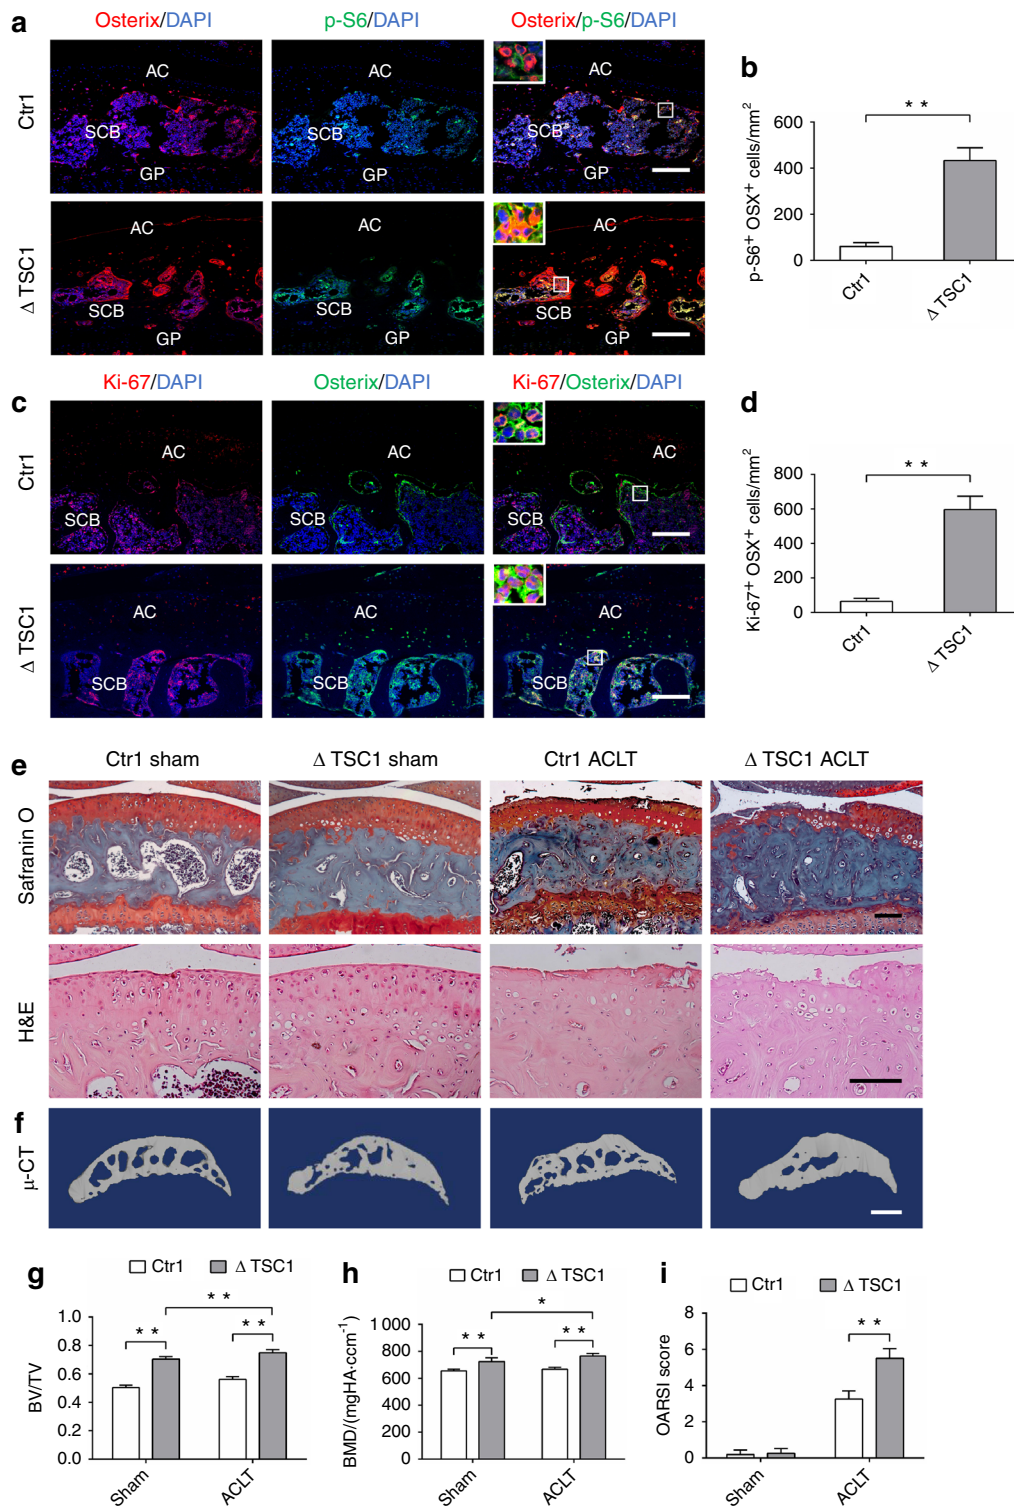 a
Osterix/DAPI
p-S6/DAPI
Osterix/p-S6/DAPI
Ctr1
AC
SCB
GP
AC
SCB
GP
AC
SCB
GP
Δ TSC1
AC
SCB
GP
AC
SCB
GP
AC
SCB
GP
b
p-S6⁺ OSX⁺ cells/mm²
600
400
200
0
* *
Ctr1
Δ TSC1
c
Ki-67/DAPI
Osterix/DAPI
Ki-67/Osterix/DAPI
Ctr1
AC
SCB
AC
SCB
AC
SCB
Δ TSC1
AC
SCB
AC
SCB
AC
SCB
d
Ki-67⁺ OSX⁺ cells/mm²
800
600
400
200
0
* *
Ctr1
Δ TSC1
e
Ctr1 sham
Δ TSC1 sham
Ctr1 ACLT
Δ TSC1 ACLT
Safranin O
H&E
f
μ-CT
g
Ctr1
Δ TSC1
BV/TV
1.0
0.8
0.6
0.4
0.2
0.0
* *
* *
* *
Sham
ACLT
h
Ctr1
Δ TSC1
BMD/(mgHA·ccm⁻¹)
1 000
800
600
400
200
0
*
* *
* *
Sham
ACLT
i
Ctr1
Δ TSC1
OARSI score
8
6
4
2
0
* *
Sham
ACLT